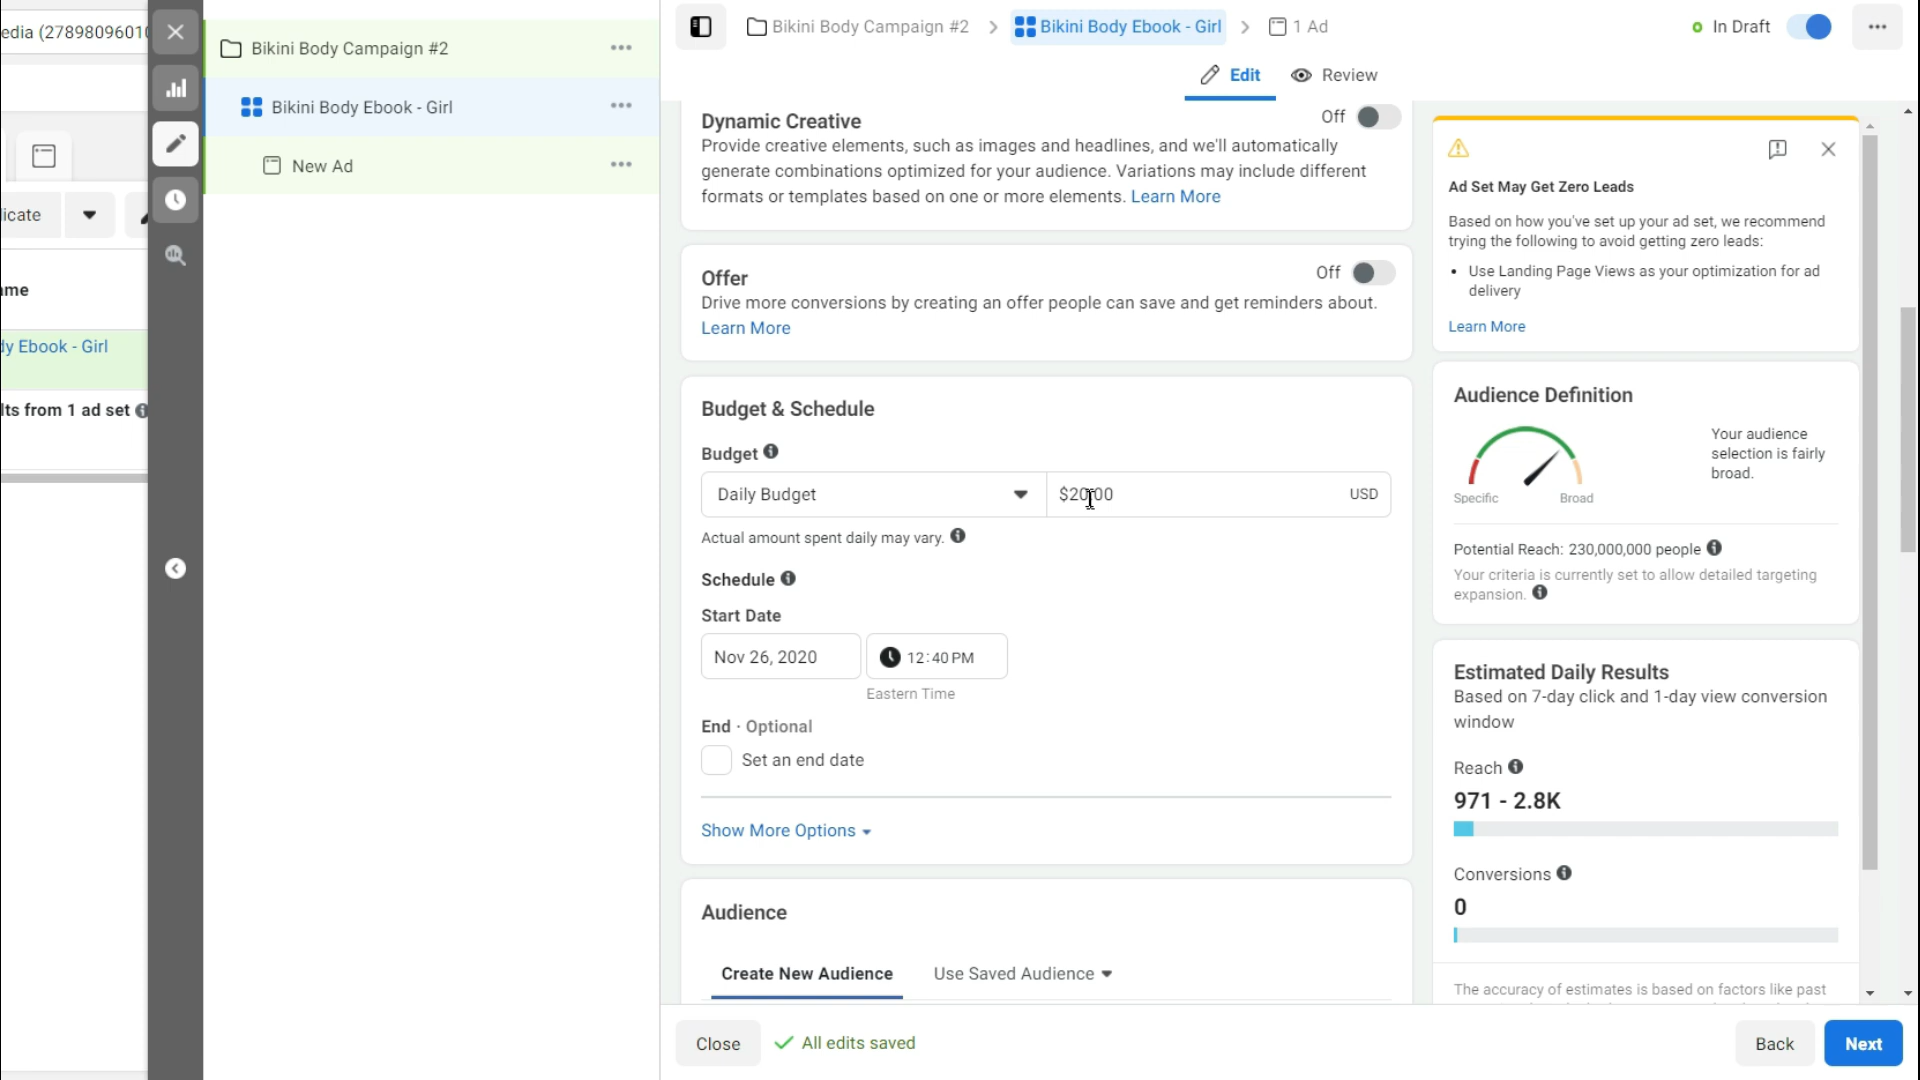 edia (27898096010
licate
ame
dy Ebook - Girl
lts from 1 ad set
Bikini Body Campaign #2
Bikini Body Ebook - Girl
New Ad
Bikini Body Campaign #2
Bikini Body Ebook - Girl
1 Ad
In Draft
Edit
Review
Dynamic Creative
Off
Provide creative elements, such as images and headlines, and we'll automatically
generate combinations optimized for your audience. Variations may include different
formats or templates based on one or more elements. Learn More
Offer
Off
Drive more conversions by creating an offer people can save and get reminders about.
Learn More
Budget & Schedule
Budget
Daily Budget
$20.00
USD
Actual amount spent daily may vary.
Schedule
Start Date
Nov 26, 2020
12:40 PM
Eastern Time
End · Optional
Set an end date
Show More Options
Audience
Create New Audience
Use Saved Audience
Ad Set May Get Zero Leads
Based on how you've set up your ad set, we recommend
trying the following to avoid getting zero leads:
• Use Landing Page Views as your optimization for ad
delivery
Learn More
Audience Definition
Your audience
selection is fairly
broad.
Specific
Broad
Potential Reach: 230,000,000 people
Your criteria is currently set to allow detailed targeting
expansion.
Estimated Daily Results
Based on 7-day click and 1-day view conversion
window
Reach
971 - 2.8K
Conversions
0
The accuracy of estimates is based on factors like past
Close
All edits saved
Back
Next